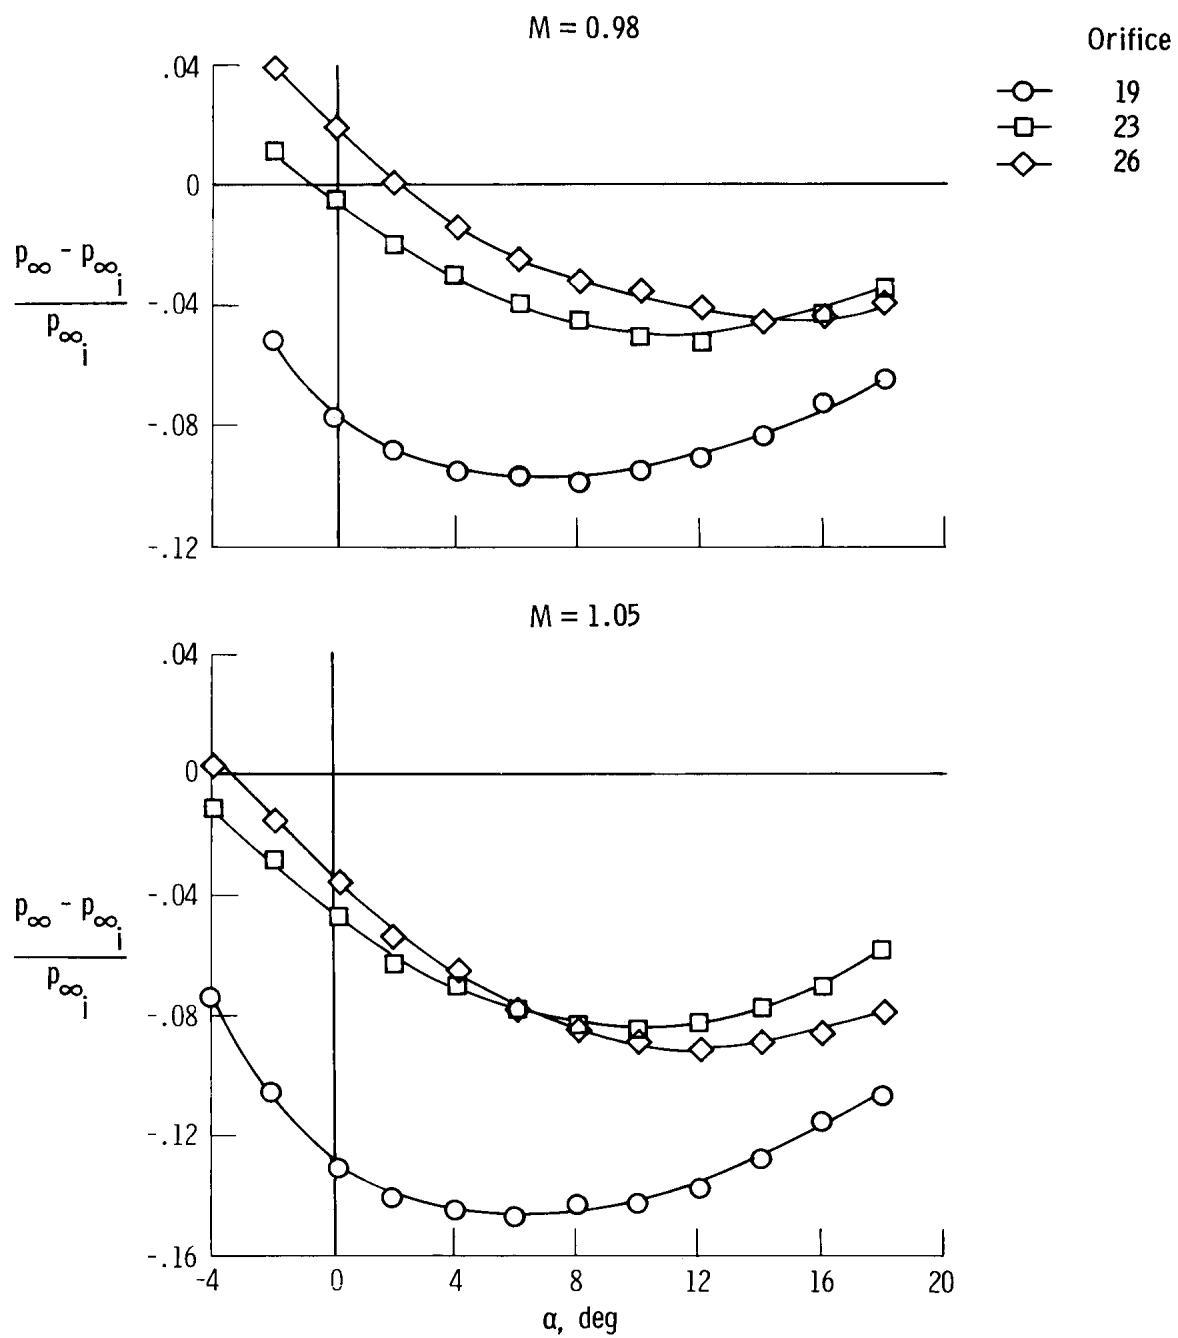 M = 0.98
Orifice
19
23
26
.04
0
-.04
-.08
-.12
p∞ - p∞i
p∞i
M = 1.05
.04
0
-.04
-.08
-.12
-.16
p∞ - p∞i
p∞i
-4 0 4 8 12 16 20
α, deg